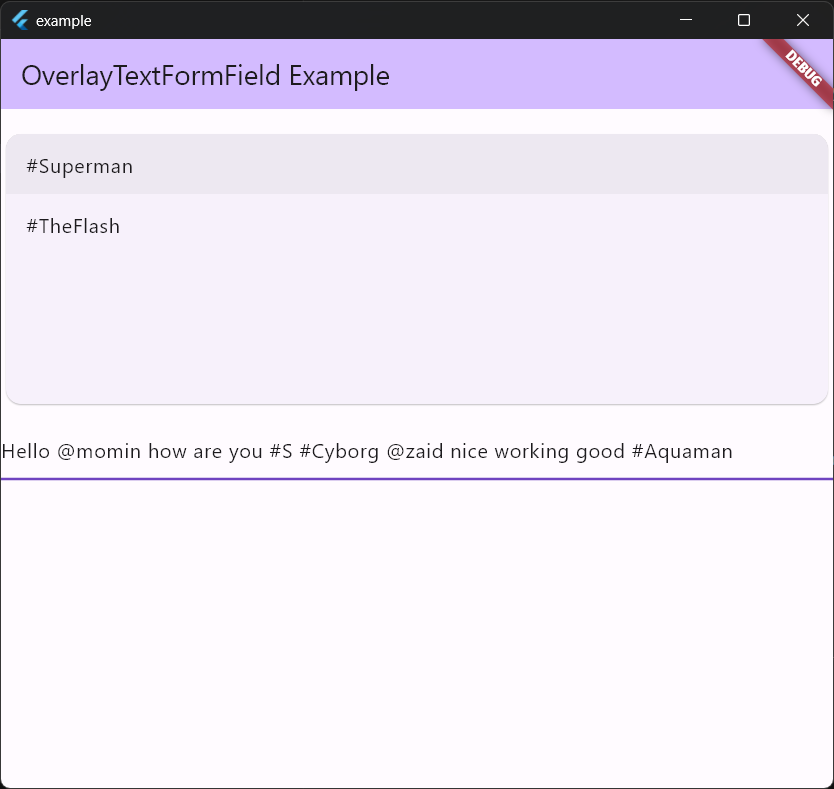 example
OverlayTextFormField Example
DEBUG
#Superman
#TheFlash
Hello @momin how are you #S #Cyborg @zaid nice working good #Aquaman